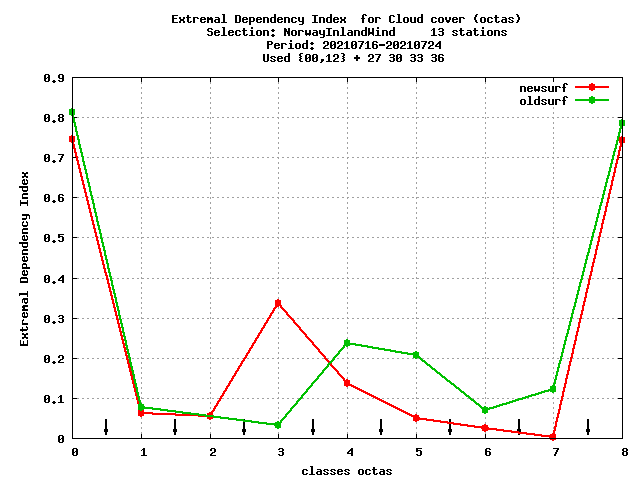 Extremal Dependency Index  for Cloud cover (octas)
Selection: NorwayInlandWind     13 stations
Period: 20210716-20210724
Used {00,12} + 27 30 33 36
newsurf
oldsurf
0.9
0.8
0.7
0.6
0.5
0.4
0.3
0.2
0.1
0
Extremal Dependency Index
0 1 2 3 4 5 6 7 8
classes octas